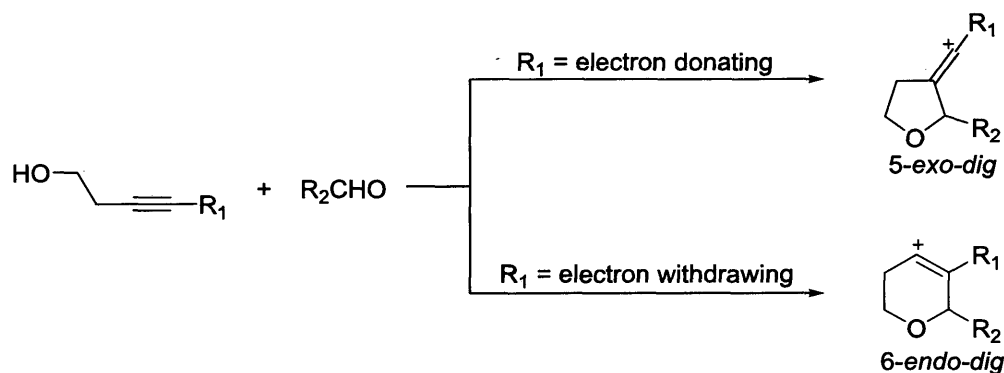 R₁ = electron donating
+
R₁
R₂
O
5-exo-dig
HO
R₁
+
R₂CHO
R₁ = electron withdrawing
+
R₁
R₂
O
6-endo-dig